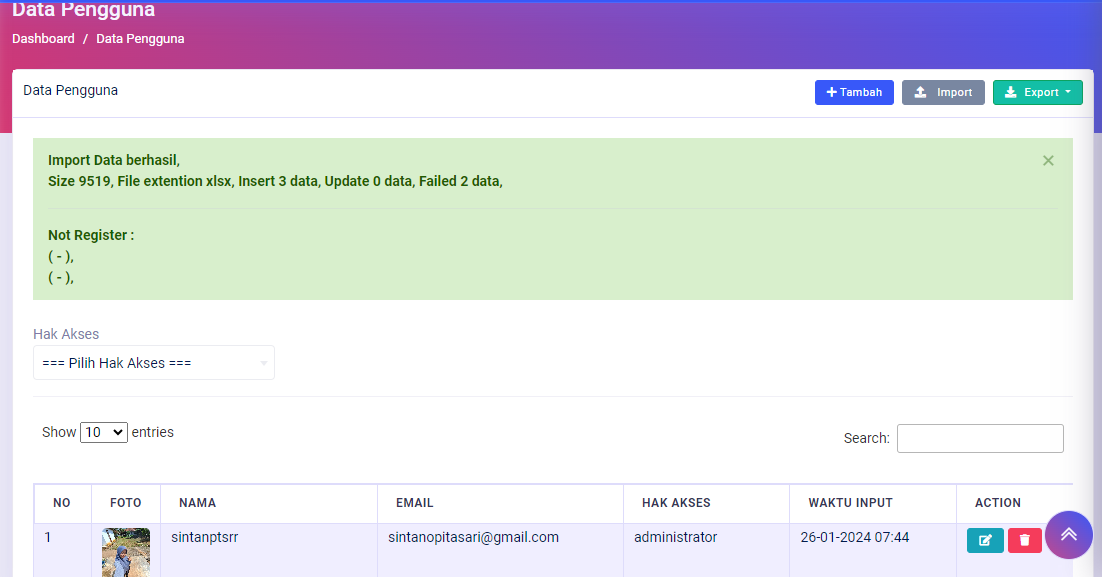 Data Pengguna
Dashboard / Data Pengguna
Data Pengguna
Tambah
Import
Export
Import Data berhasil,
Size 9519, File extention xlsx, Insert 3 data, Update 0 data, Failed 2 data,
Not Register :
( - ),
( - ),
Hak Akses
=== Pilih Hak Akses ===
Show 10 entries
Search:
NO FOTO NAMA EMAIL HAK AKSES WAKTU INPUT ACTION
1 sintanptsrr sintanopitasari@gmail.com administrator 26-01-2024 07:44